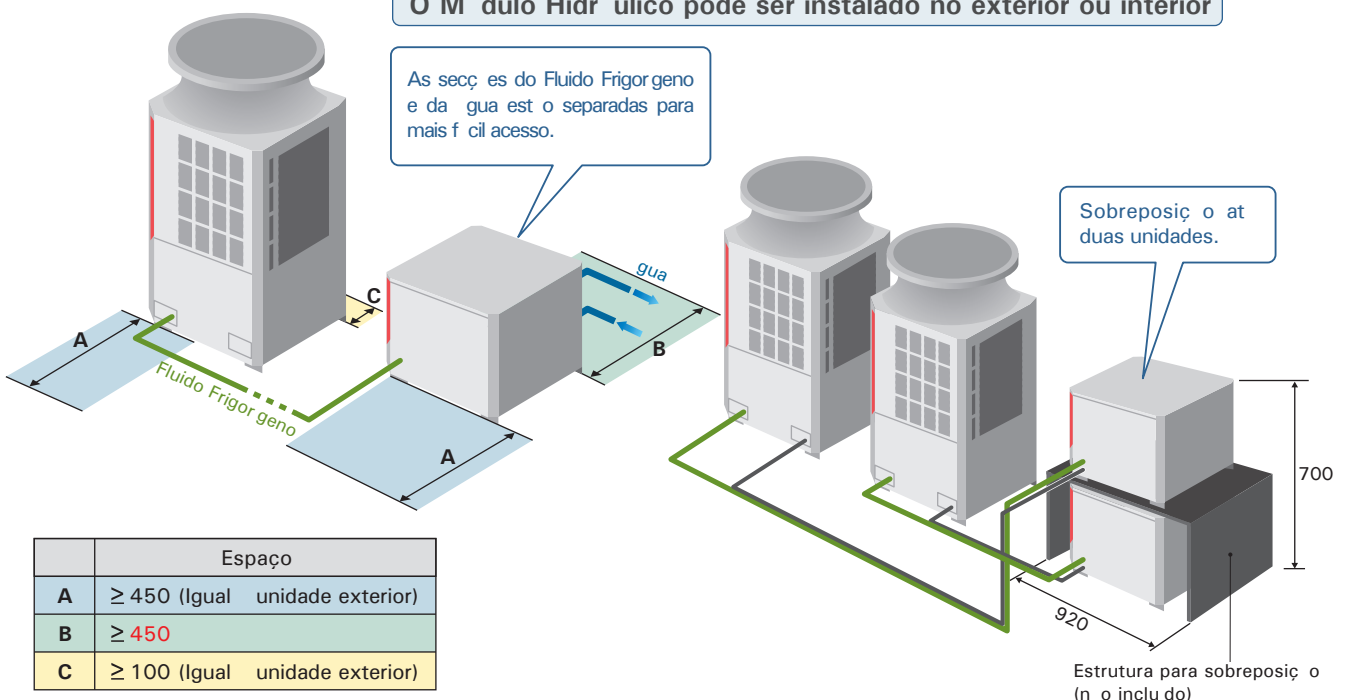 O M dulo Hidr ulico pode ser instalado no exterior ou interior
As secç es do Fluido Frigor geno
e da gua est o separadas para
mais f cil acesso.
Sobreposiç o at
duas unidades.
gua
C
A
B
Fluido Frigor geno
A
700
920
Estrutura para sobreposiç o
(n o inclu do)
Espaço
A ≥ 450 (Igual unidade exterior)
B ≥ 450
C ≥ 100 (Igual unidade exterior)